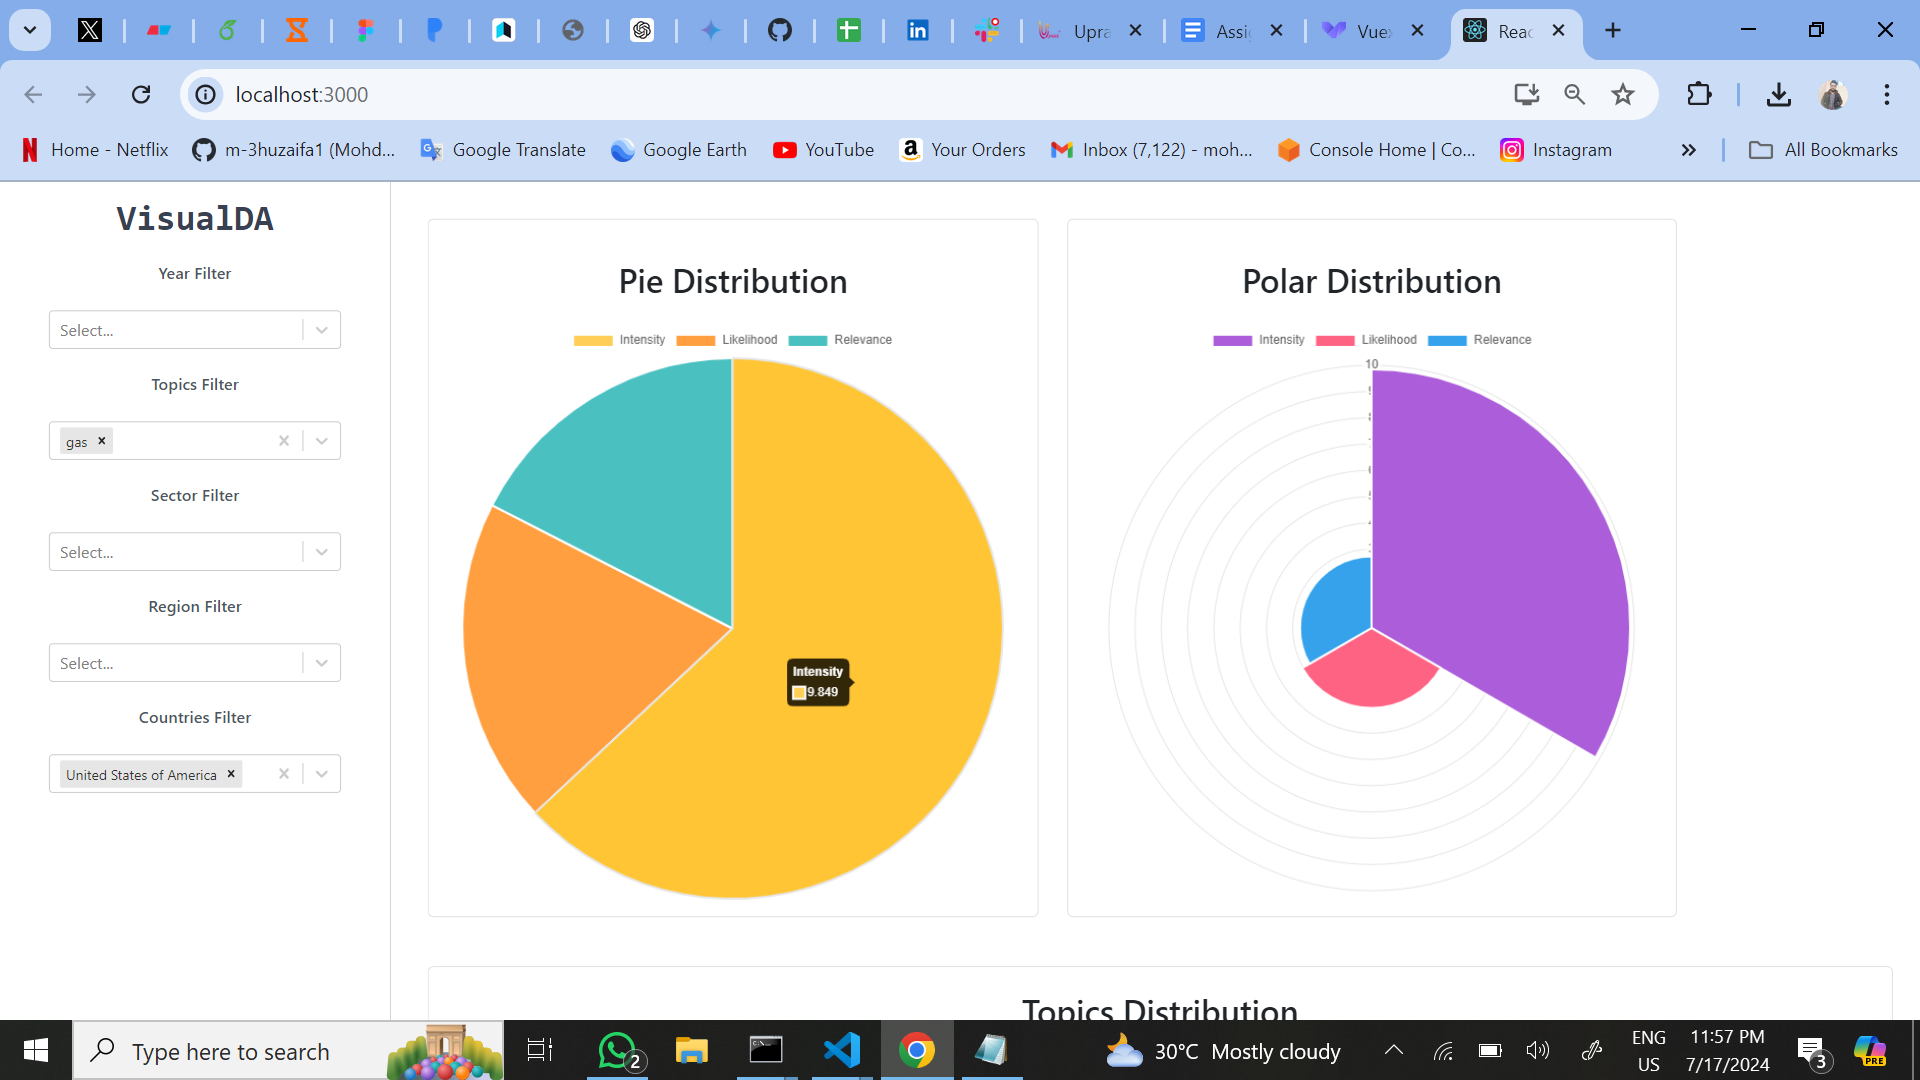 Upra
Assi
Vue
Reac
localhost:3000
Home - Netflix
m-3huzaifa1 (Mohd...
Google Translate
Google Earth
YouTube
Your Orders
Inbox (7,122) - moh...
Console Home | Co...
Instagram
All Bookmarks
VisualDA
Year Filter
Select...
Topics Filter
gas
Sector Filter
Select...
Region Filter
Select...
Countries Filter
United States of America
Pie Distribution
Intensity Likelihood Relevance
Intensity
9.849
Polar Distribution
Intensity Likelihood Relevance
10
Topics Distribution
Type here to search
2
30°C Mostly cloudy
ENG
US
11:57 PM
7/17/2024
3
PRE